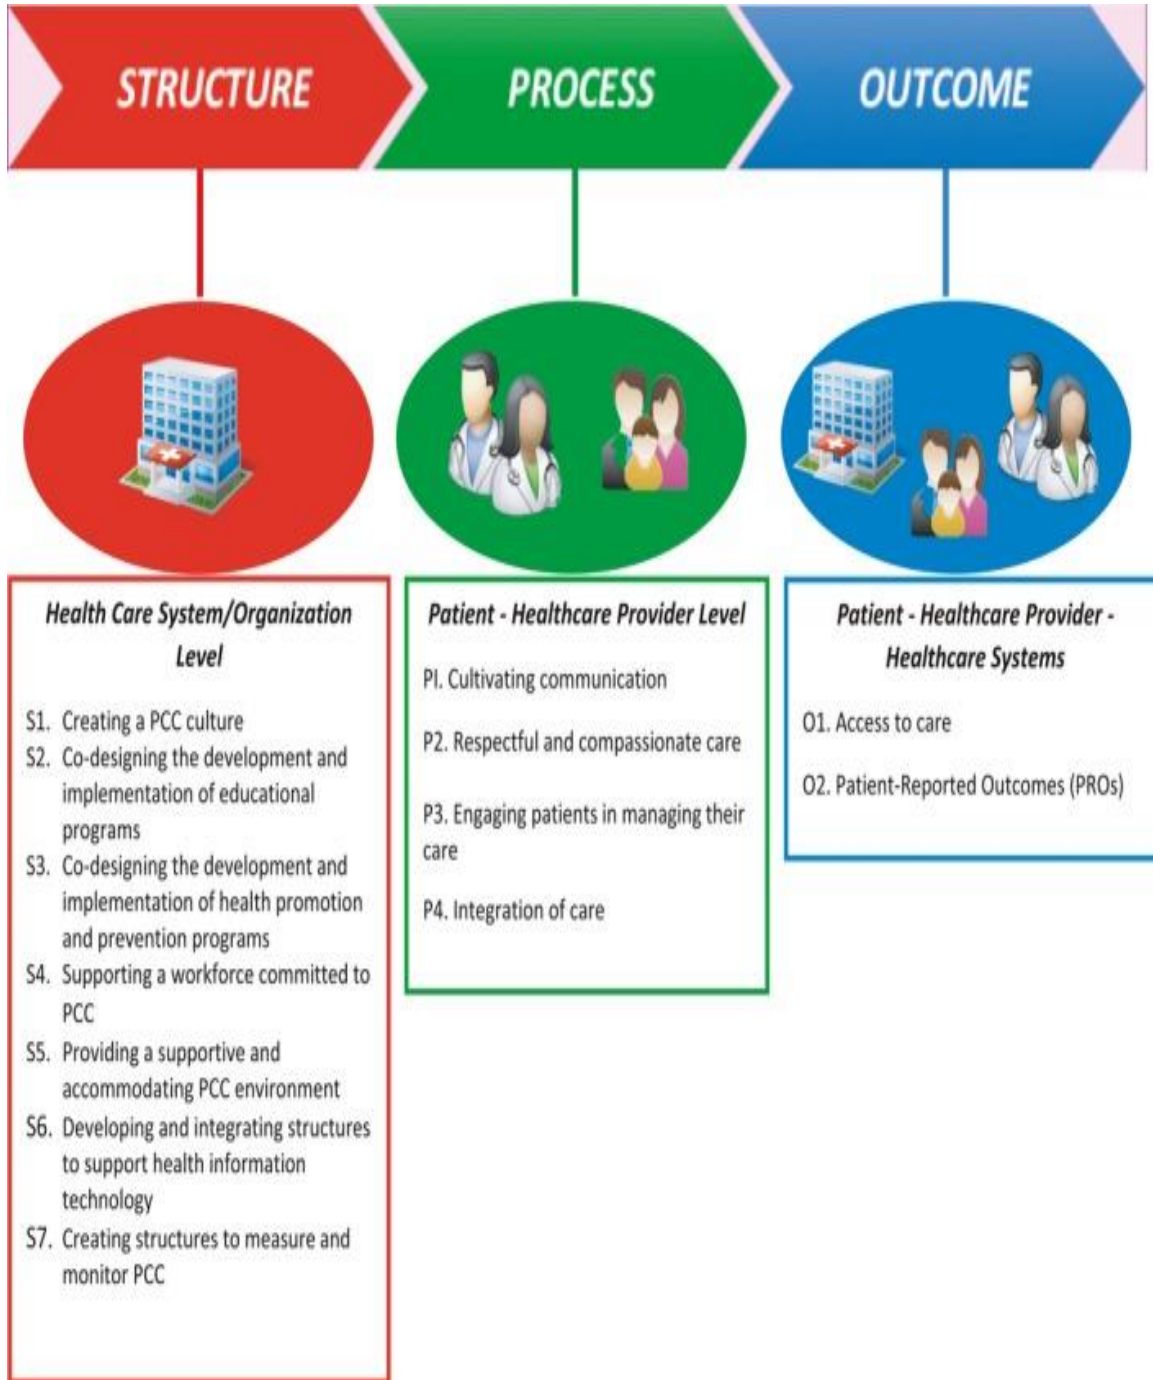 STRUCTURE
PROCESS
OUTCOME
Health Care System/Organization
Level
S1. Creating a PCC culture
S2. Co-designing the development and
implementation of educational
programs
S3. Co-designing the development and
implementation of health promotion
and prevention programs
S4. Supporting a workforce committed to
PCC
S5. Providing a supportive and
accommodating PCC environment
S6. Developing and integrating structures
to support health information
technology
S7. Creating structures to measure and
monitor PCC
Patient - Healthcare Provider Level
PI. Cultivating communication
P2. Respectful and compassionate care
P3. Engaging patients in managing their
care
P4. Integration of care
Patient - Healthcare Provider -
Healthcare Systems
O1. Access to care
O2. Patient-Reported Outcomes (PROs)